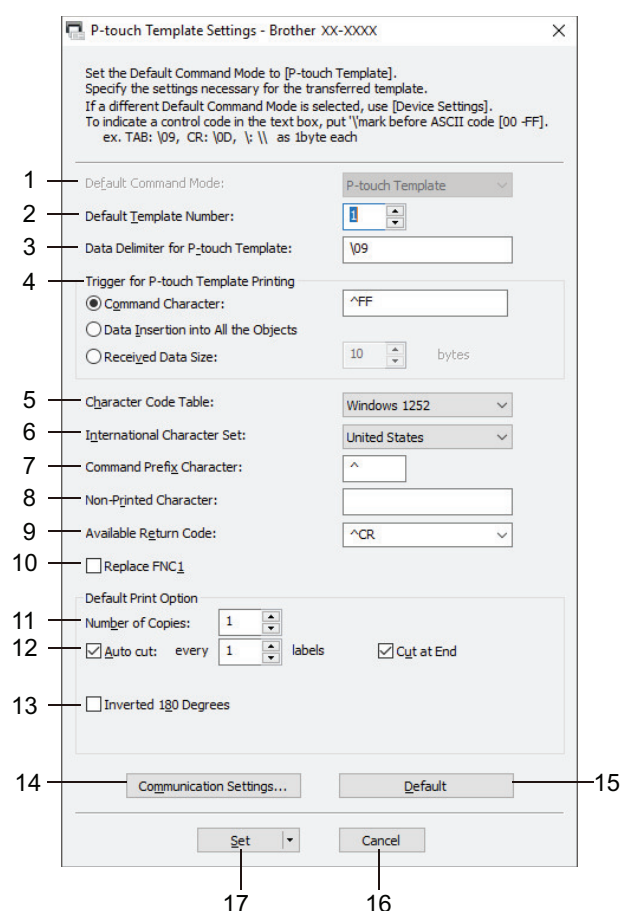 P-touch Template Settings - Brother XX-XXXX
Set the Default Command Mode to [P-touch Template].
Specify the settings necessary for the transferred template.
If a different Default Command Mode is selected, use [Device Settings].
To indicate a control code in the text box, put '\'mark before ASCII code [00 -FF].
ex. TAB: \09, CR: \0D, \: \\ as 1byte each
1 Default Command Mode: P-touch Template
2 Default Template Number: 1
3 Data Delimiter for P-touch Template: \09
4 Trigger for P-touch Template Printing
Command Character: ^FF
Data Insertion into All the Objects
Received Data Size: 10 bytes
5 Character Code Table: Windows 1252
6 International Character Set: United States
7 Command Prefix Character: ^
8 Non-Printed Character:
9 Available Return Code: ^CR
10 Replace FNC1
Default Print Option
11 Number of Copies: 1
12 Auto cut: every 1 labels Cut at End
13 Inverted 180 Degrees
14 Communication Settings... Default 15
Set Cancel
17 16